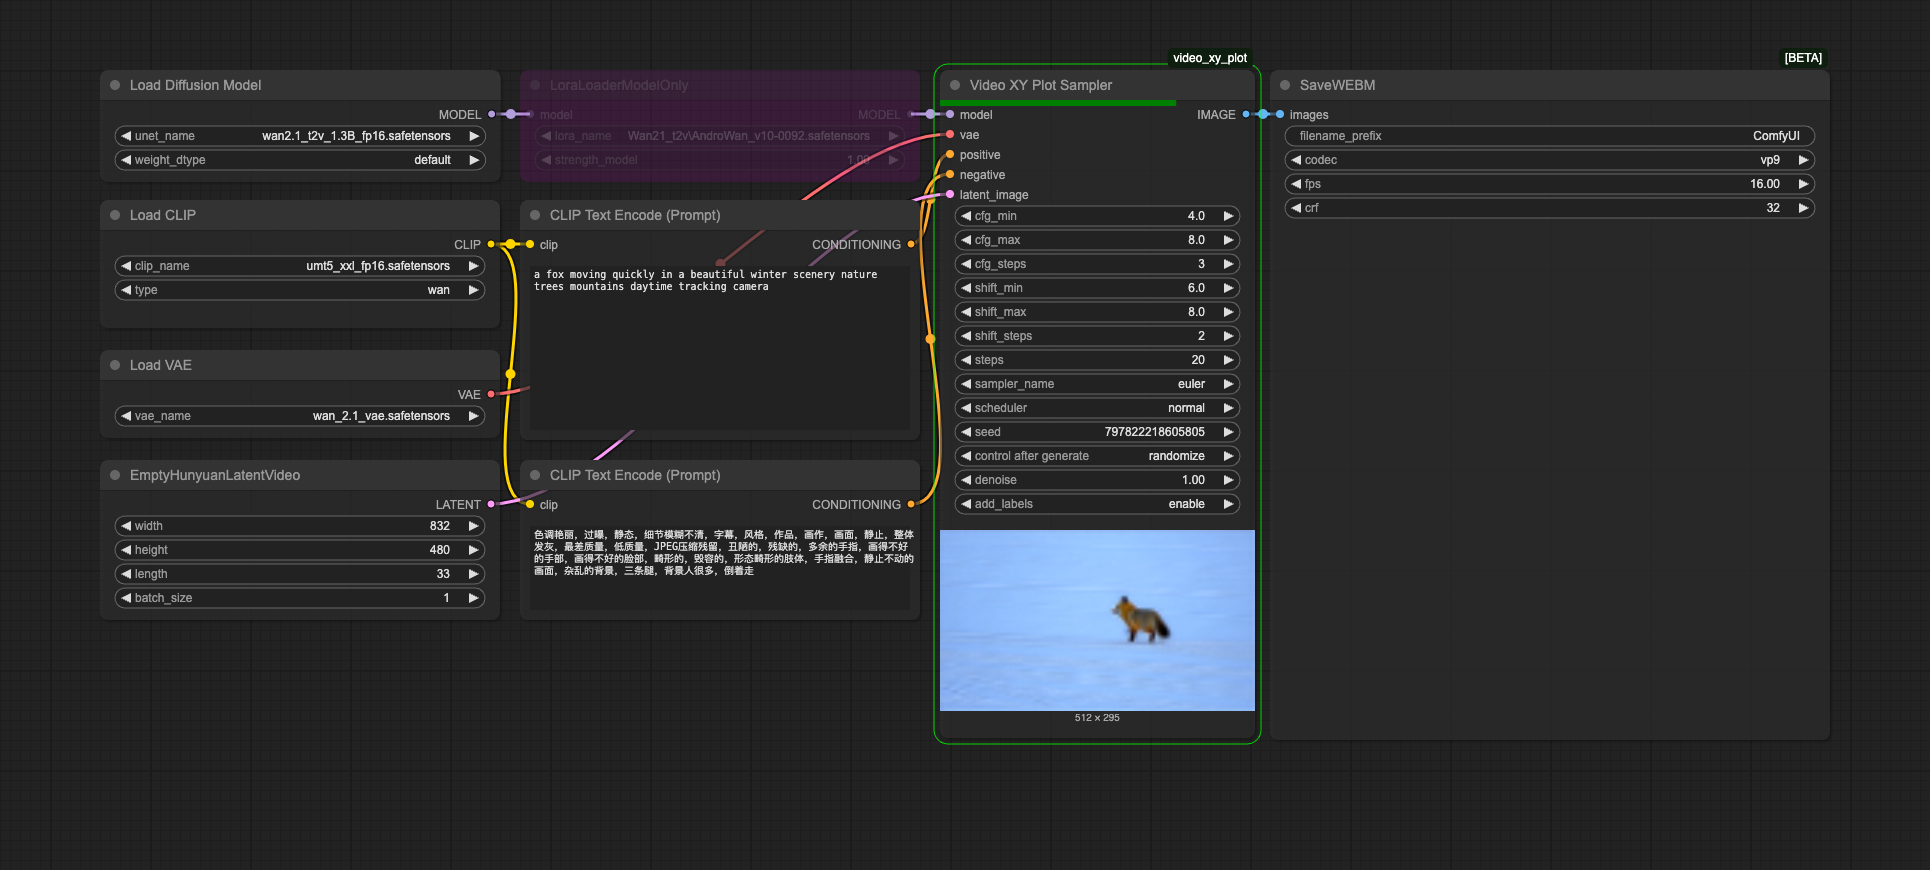 video_xy_plot
[BETA]
Load Diffusion Model
MODEL
unet_name wan2.1_t2v_1.3B_fp16.safetensors
weight_dtype default
LoraLoaderModelOnly
model MODEL
lora_name Wan21_t2v\AndroWan_v10-0092.safetensors
strength_model 1.00
Load CLIP
CLIP
clip_name umt5_xxl_fp16.safetensors
type wan
CLIP Text Encode (Prompt)
clip CONDITIONING
a fox moving quickly in a beautiful winter scenery nature
trees mountains daytime tracking camera
Load VAE
VAE
vae_name wan_2.1_vae.safetensors
EmptyHunyuanLatentVideo
LATENT
width 832
height 480
length 33
batch_size 1
CLIP Text Encode (Prompt)
clip CONDITIONING
色调艳丽，过曝，静态，细节模糊不清，字幕，风格，作品，画作，画面，静止，整体
发灰，最差质量，低质量，JPEG压缩残留，丑陋的，残缺的，多余的手指，画得不好
的手部，画得不好的脸部，畸形的，毁容的，形态畸形的肢体，手指融合，静止不动的
画面，杂乱的背景，三条腿，背景人很多，倒着走
Video XY Plot Sampler
model IMAGE
vae
positive
negative
latent_image
cfg_min 4.0
cfg_max 8.0
cfg_steps 3
shift_min 6.0
shift_max 8.0
shift_steps 2
steps 20
sampler_name euler
scheduler normal
seed 797822218605805
control after generate randomize
denoise 1.00
add_labels enable
512 × 295
SaveWEBM
images
filename_prefix ComfyUI
codec vp9
fps 16.00
crf 32